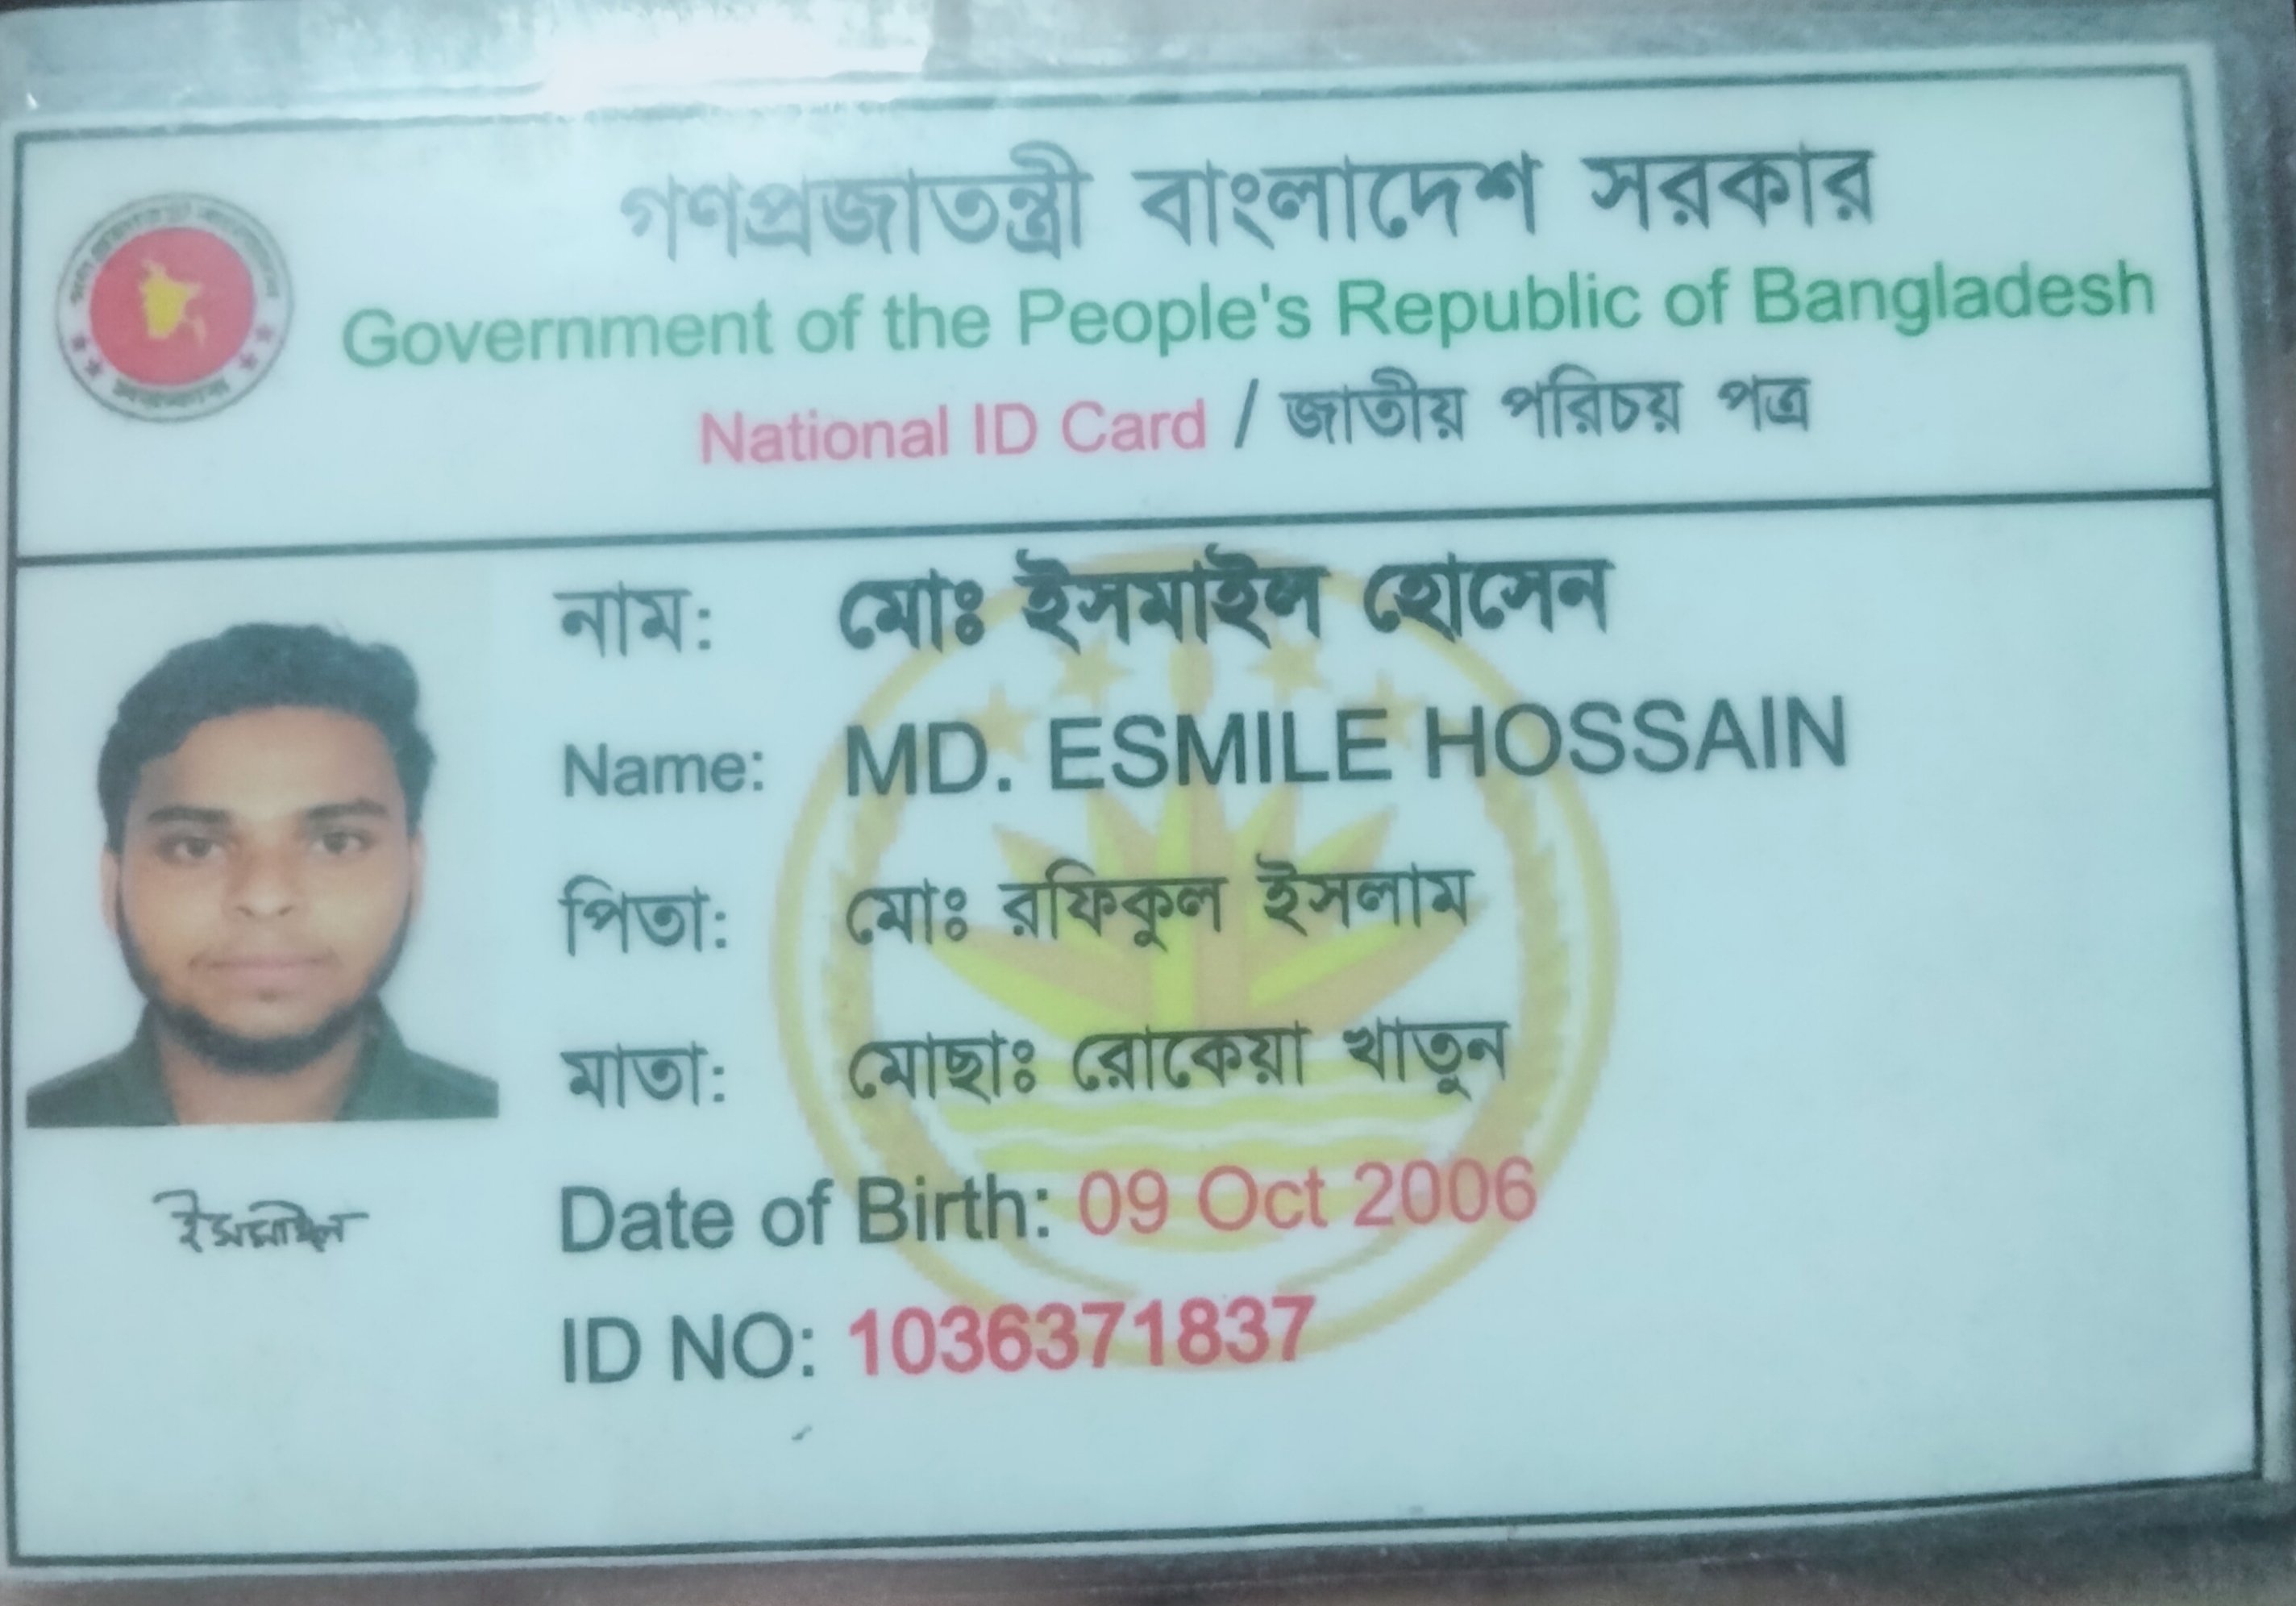 গণপ্রজাতন্ত্রী বাংলাদেশ সরকার
Government of the People's Republic of Bangladesh
National ID Card / জাতীয় পরিচয় পত্র
নাম: মোঃ ইসমাইল হোসেন
Name: MD. ESMILE HOSSAIN
পিতা: মোঃ রফিকুল ইসলাম
মাতা: মোছাঃ রোকেয়া খাতুন
ইসমাইল
Date of Birth: 09 Oct 2006
ID NO: 1036371837